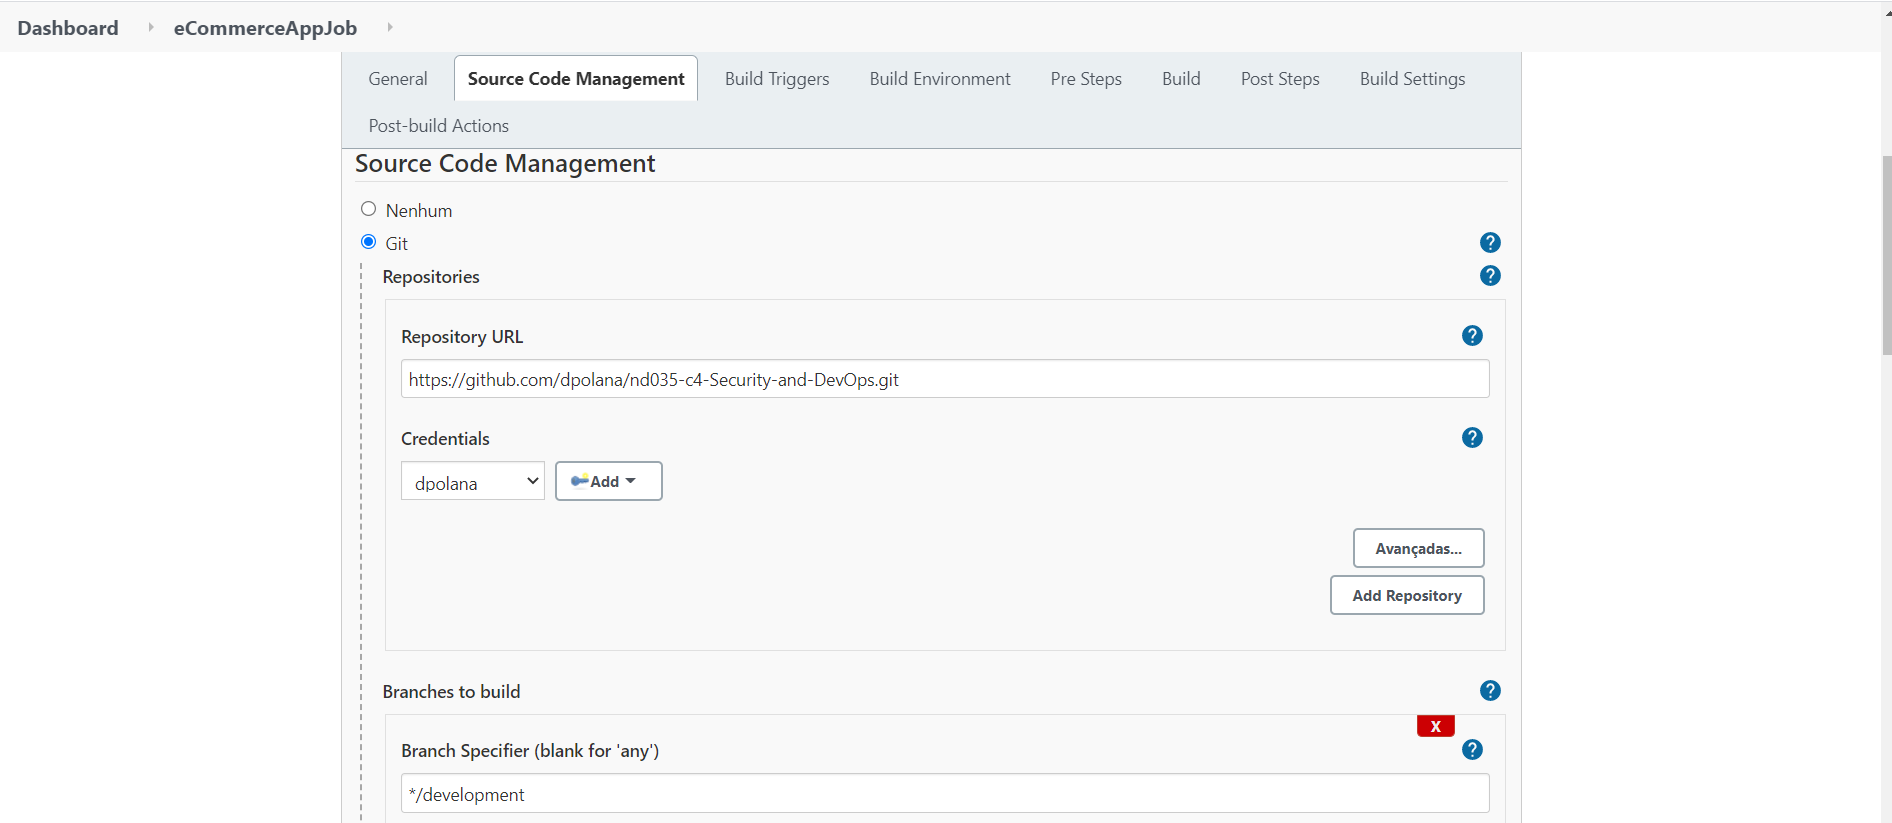 Dashboard eCommerceAppJob
General Source Code Management Build Triggers Build Environment Pre Steps Build Post Steps Build Settings
Post-build Actions
Source Code Management
Nenhum
Git
?
Repositories
?
Repository URL
?
https://github.com/dpolana/nd035-c4-Security-and-DevOps.git
Credentials
?
dpolana
Add
Avançadas...
Add Repository
Branches to build
?
X
Branch Specifier (blank for 'any')
?
*/development